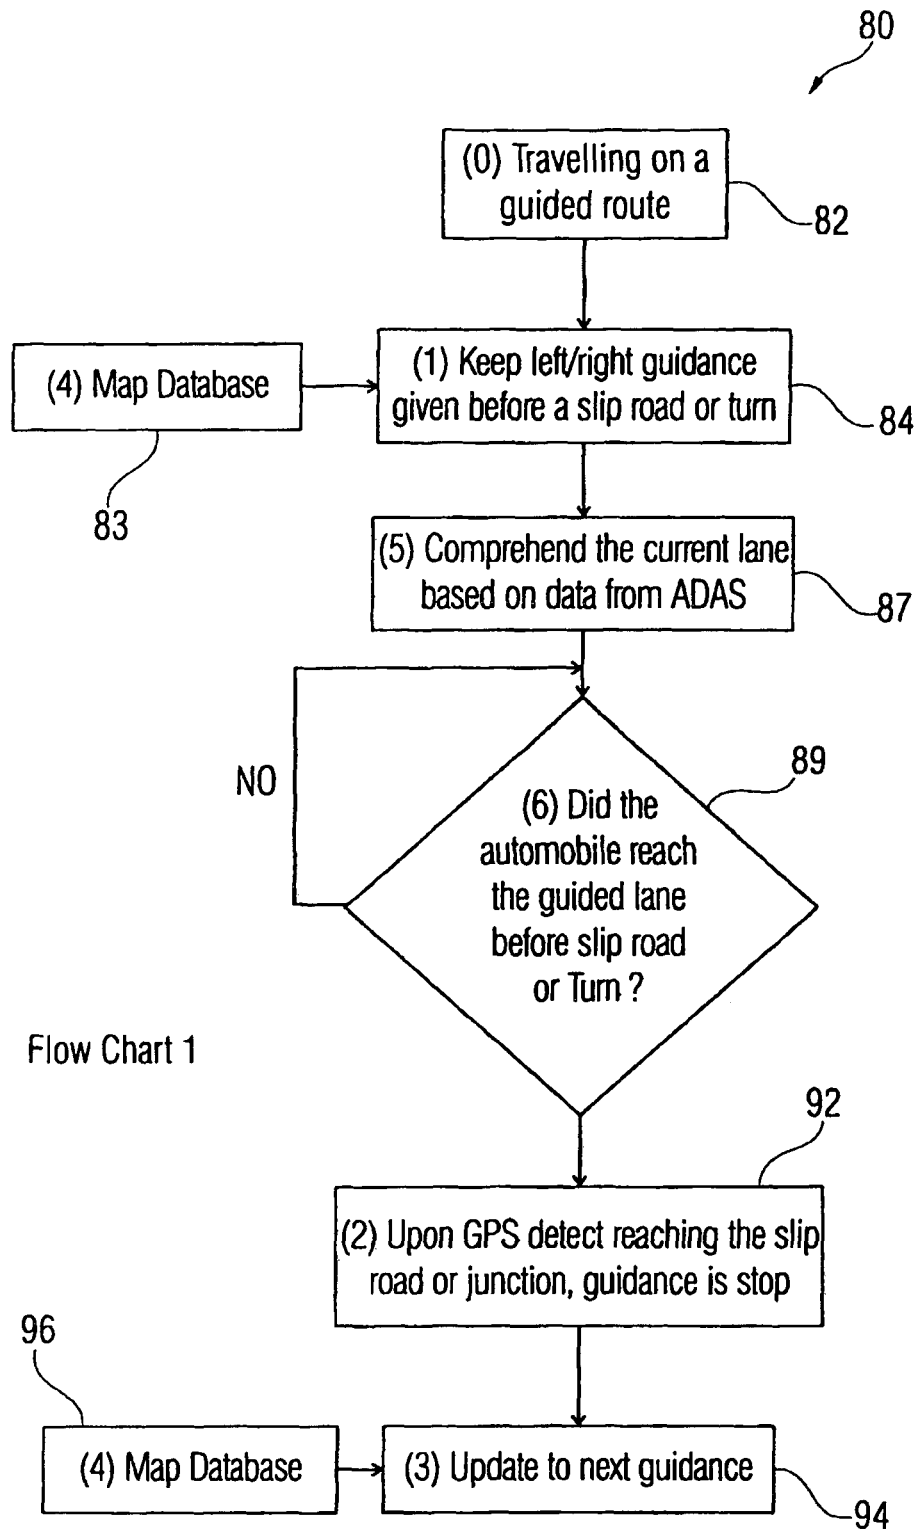 80
(0) Travelling on a
guided route
82
(4) Map Database
83
(1) Keep left/right guidance
given before a slip road or turn
84
(5) Comprehend the current lane
based on data from ADAS
87
NO
89
(6) Did the
automobile reach
the guided lane
before slip road
or Turn ?
Flow Chart 1
92
(2) Upon GPS detect reaching the slip
road or junction, guidance is stop
96
(4) Map Database
(3) Update to next guidance
94